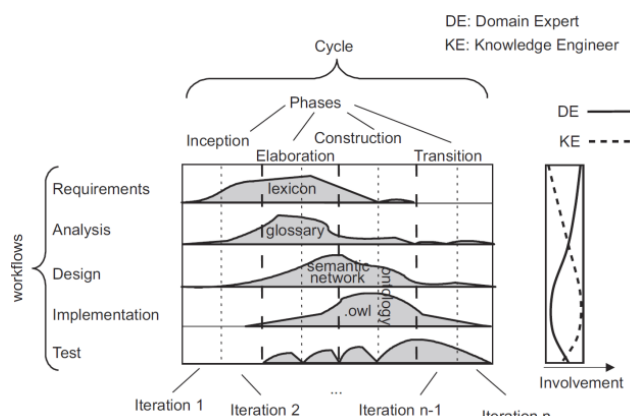 DE: Domain Expert
KE: Knowledge Engineer
Cycle
Phases
Inception
Construction
Elaboration
Transition
DE
KE
workflows
Requirements
lexicon
Analysis
glossary
Design
semantic
network
ontology
Implementation
.owl
Test
Involvement
Iteration 1
Iteration 2
...
Iteration n-1
Iteration n